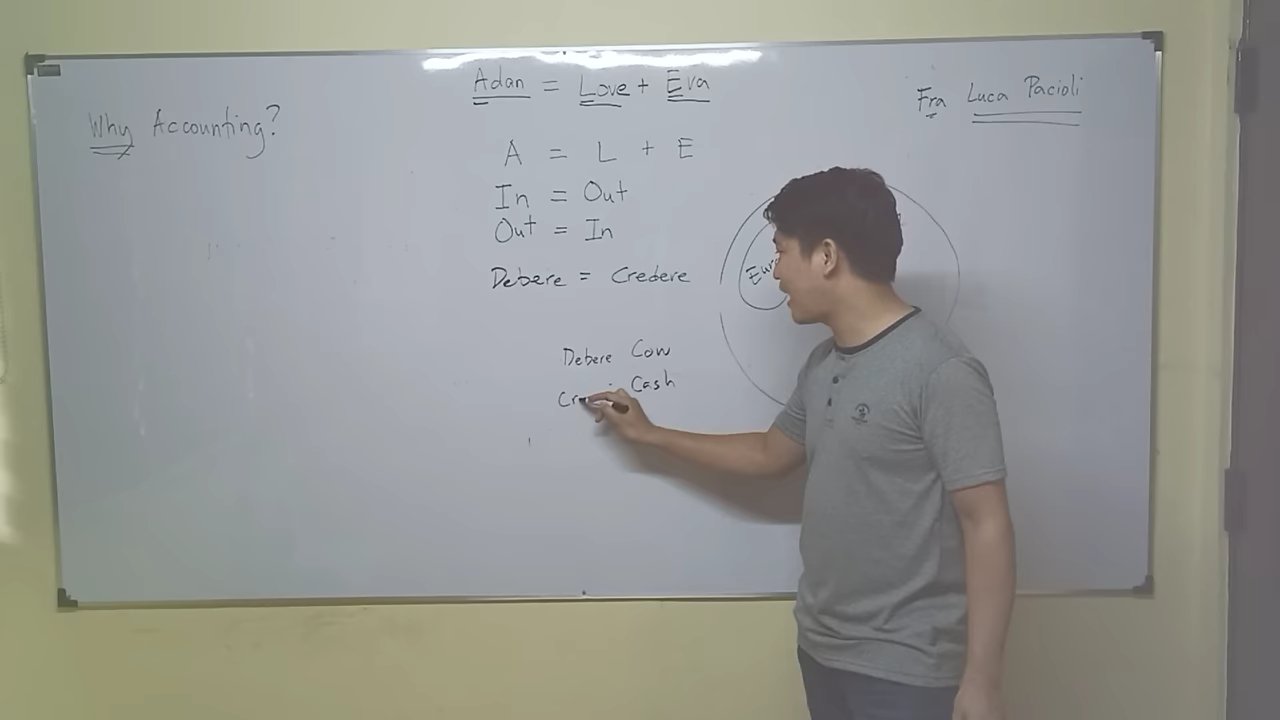 Why Accounting?
Adan = Love + Eva
Fra Luca Pacioli
A = L + E
In = Out
Out = In
Debere = Credere
Debere Cow
Cash